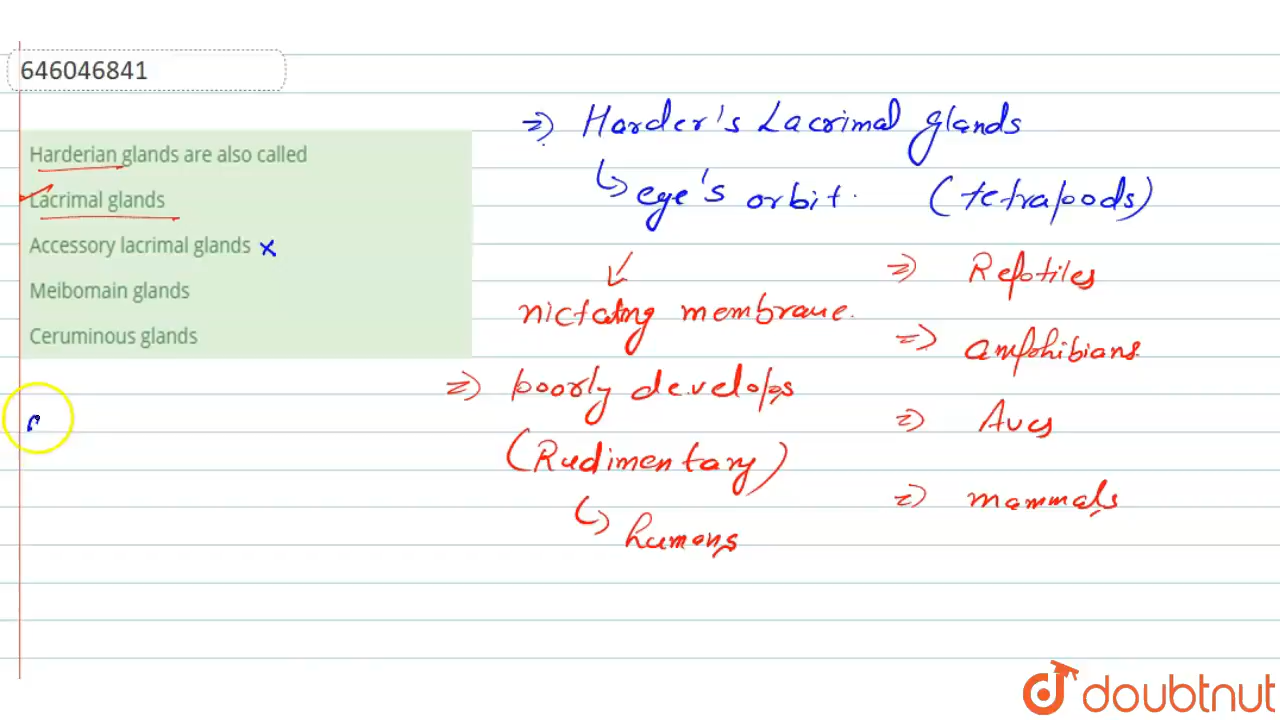 646046841
Harderian glands are also called
Lacrimal glands
Accessory lacrimal glands x
Meibomain glands
Ceruminous glands
=> Harder's Lacrimal glands
↳ eye's orbit. (tetrapods)
nictating membrane.
=> poorly develops
(Rudimentary)
↳ humans
=> Reptiles
=> amphibians
=> Aves
=> mammals
doubtnut